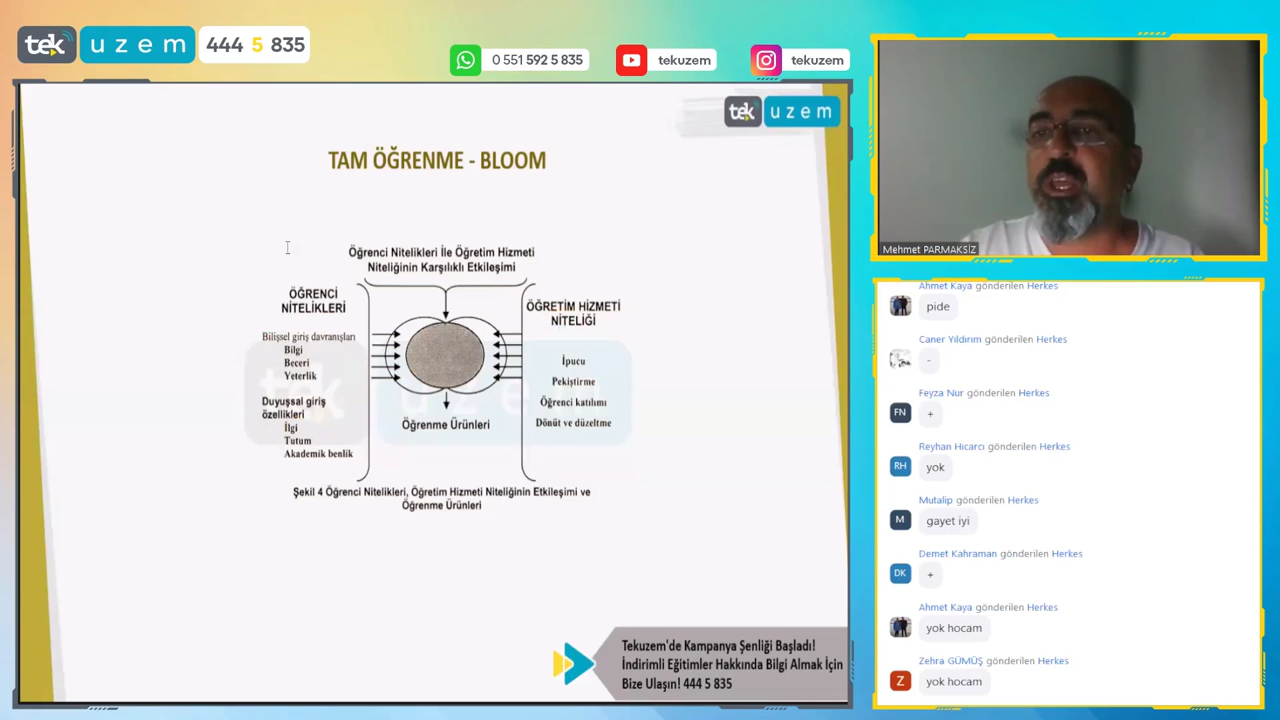 tek uzem 444 5 835
0 551 592 5 835
tekuzem
tekuzem
tek uzem
TAM ÖĞRENME - BLOOM
Öğrenci Nitelikleri İle Öğretim Hizmeti
Niteliğinin Karşılıklı Etkileşimi
ÖĞRENCİ
NİTELİKLERİ
Bilişsel giriş davranışları
Bilgi
Beceri
Yeterlik
Duyuşsal giriş
özellikleri
İlgi
Tutum
Akademik benlik
Öğrenme Ürünleri
ÖĞRETİM HİZMETİ
NİTELİĞİ
İpucu
Pekiştirme
Öğrenci katılımı
Dönüt ve düzeltme
Şekil 4 Öğrenci Nitelikleri, Öğretim Hizmeti Niteliğinin Etkileşimi ve
Öğrenme Ürünleri
Tekuzem'de Kampanya Şenliği Başladı!
İndirimli Eğitimler Hakkında Bilgi Almak İçin
Bize Ulaşın! 444 5 835
Mehmet PARMAKSİZ
Ahmet Kaya gönderilen Herkes
pide
Caner Yıldırım gönderilen Herkes
-
Feyza Nur gönderilen Herkes
FN
+
Reyhan Hıcarcı gönderilen Herkes
RH
yok
Mutalip gönderilen Herkes
M
gayet iyi
Demet Kahraman gönderilen Herkes
DK
+
Ahmet Kaya gönderilen Herkes
yok hocam
Zehra GÜMÜŞ gönderilen Herkes
Z
yok hocam